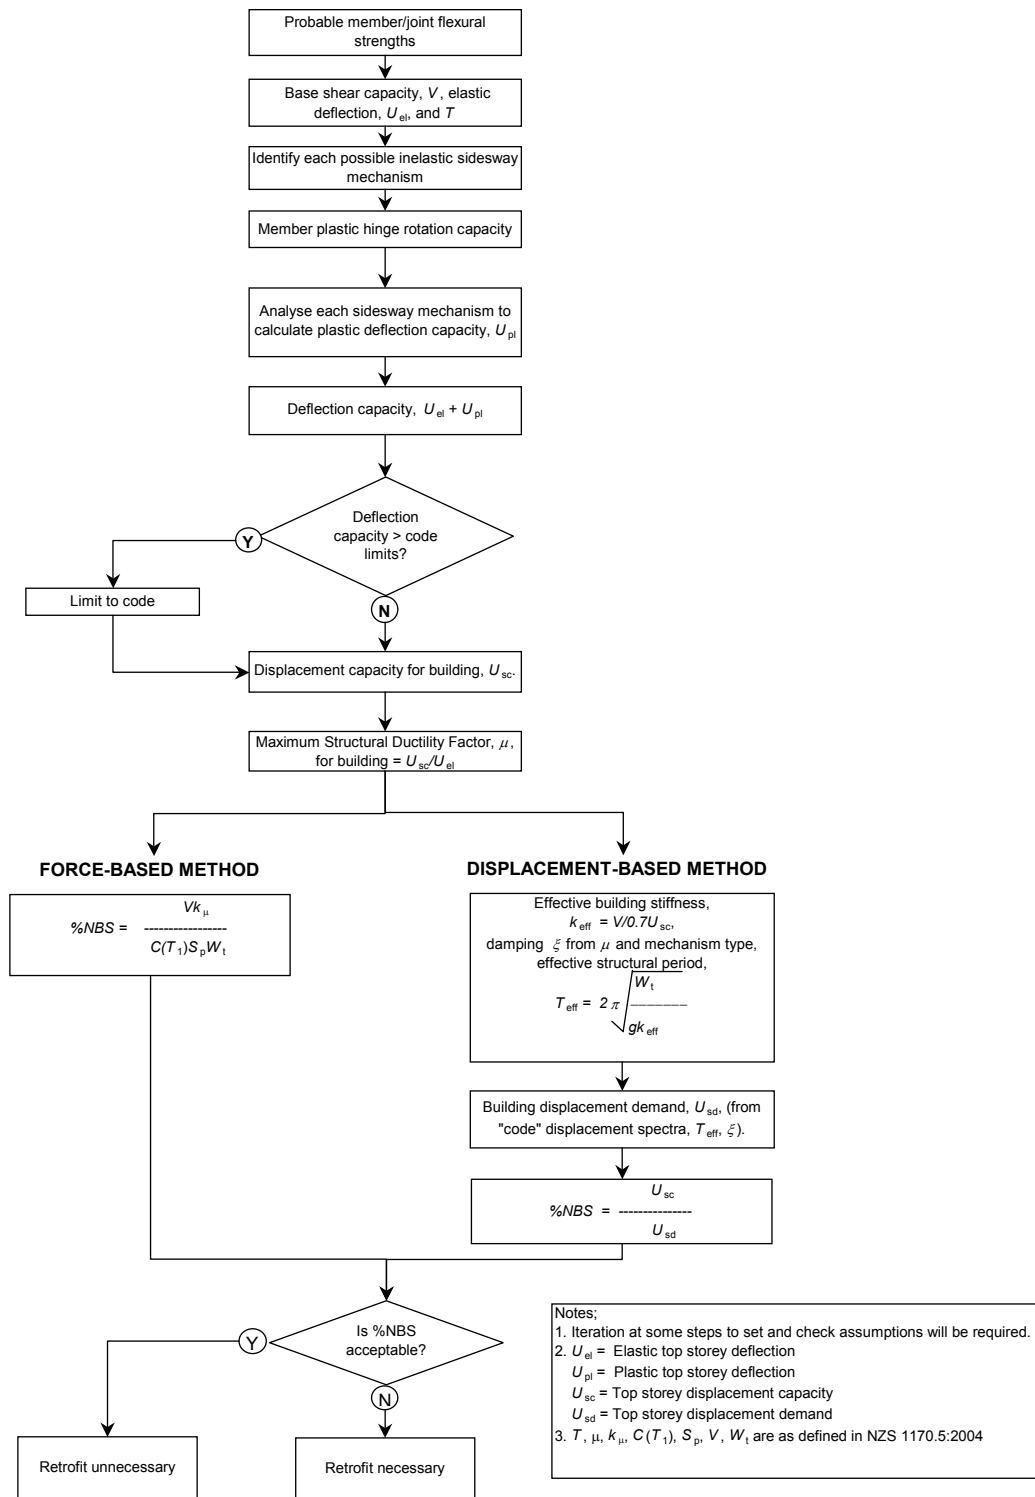 Probable member/joint flexural
strengths
Base shear capacity, V, elastic
deflection, U el, and T
Identify each possible inelastic sidesway
mechanism
Member plastic hinge rotation capacity
Analyse each sidesway mechanism to
calculate plastic deflection capacity, U pl
Deflection capacity, U el + U pl
Deflection
capacity > code
limits?
Y
N
Limit to code
Displacement capacity for building, U sc.
Maximum Structural Ductility Factor, μ,
for building = U sc/U el
FORCE-BASED METHOD
Vk μ
%NBS = -----------------
C(T1)S p W t
DISPLACEMENT-BASED METHOD
Effective building stiffness,
k eff = V/0.7U sc,
damping ξ from μ and mechanism type,
effective structural period,
W t
T eff = 2 π √ -------
gk eff
Building displacement demand, U sd, (from
"code" displacement spectra, T eff, ξ).
U sc
%NBS = ---------------
U sd
Is %NBS
acceptable?
Y
N
Retrofit unnecessary
Retrofit necessary
Notes;
1. Iteration at some steps to set and check assumptions will be required.
2. U el = Elastic top storey deflection
U pl = Plastic top storey deflection
U sc = Top storey displacement capacity
U sd = Top storey displacement demand
3. T, μ, k μ, C(T1), S p, V, W t are as defined in NZS 1170.5:2004